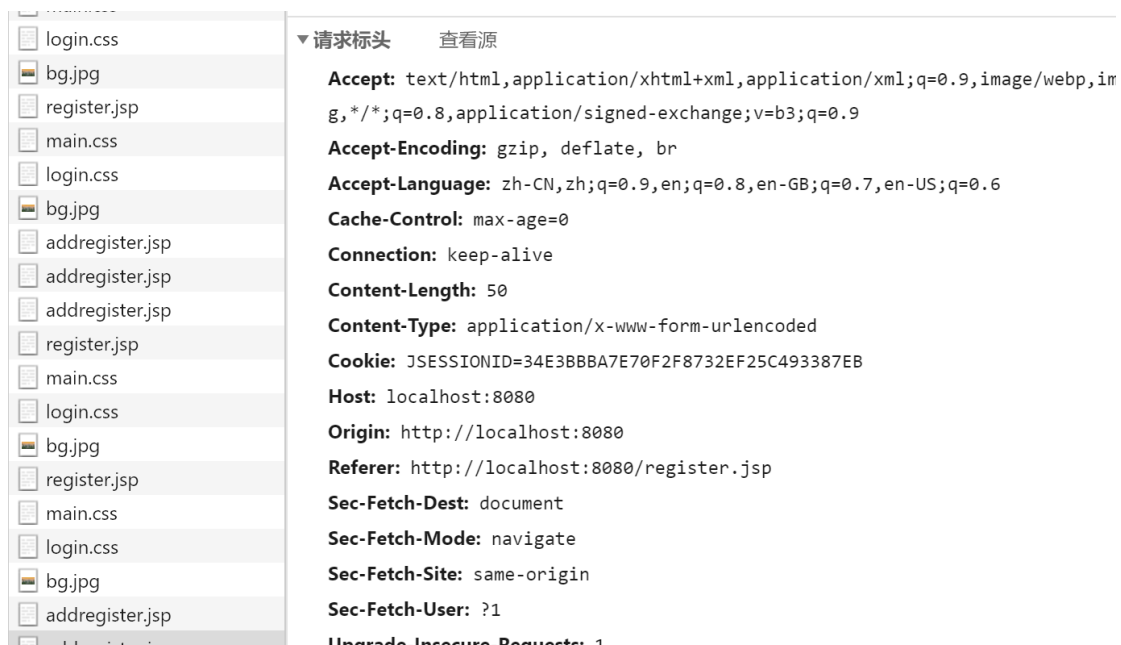 login.css
bg.jpg
register.jsp
main.css
login.css
bg.jpg
addregister.jsp
addregister.jsp
addregister.jsp
register.jsp
main.css
login.css
bg.jpg
register.jsp
main.css
login.css
bg.jpg
addregister.jsp
请求标头 查看源
Accept: text/html,application/xhtml+xml,application/xml;q=0.9,image/webp,im
g,*/*;q=0.8,application/signed-exchange;v=b3;q=0.9
Accept-Encoding: gzip, deflate, br
Accept-Language: zh-CN,zh;q=0.9,en;q=0.8,en-GB;q=0.7,en-US;q=0.6
Cache-Control: max-age=0
Connection: keep-alive
Content-Length: 50
Content-Type: application/x-www-form-urlencoded
Cookie: JSESSIONID=34E3BBBA7E70F2F8732EF25C493387EB
Host: localhost:8080
Origin: http://localhost:8080
Referer: http://localhost:8080/register.jsp
Sec-Fetch-Dest: document
Sec-Fetch-Mode: navigate
Sec-Fetch-Site: same-origin
Sec-Fetch-User: ?1
Upgrade-Insecure-Requests: 1